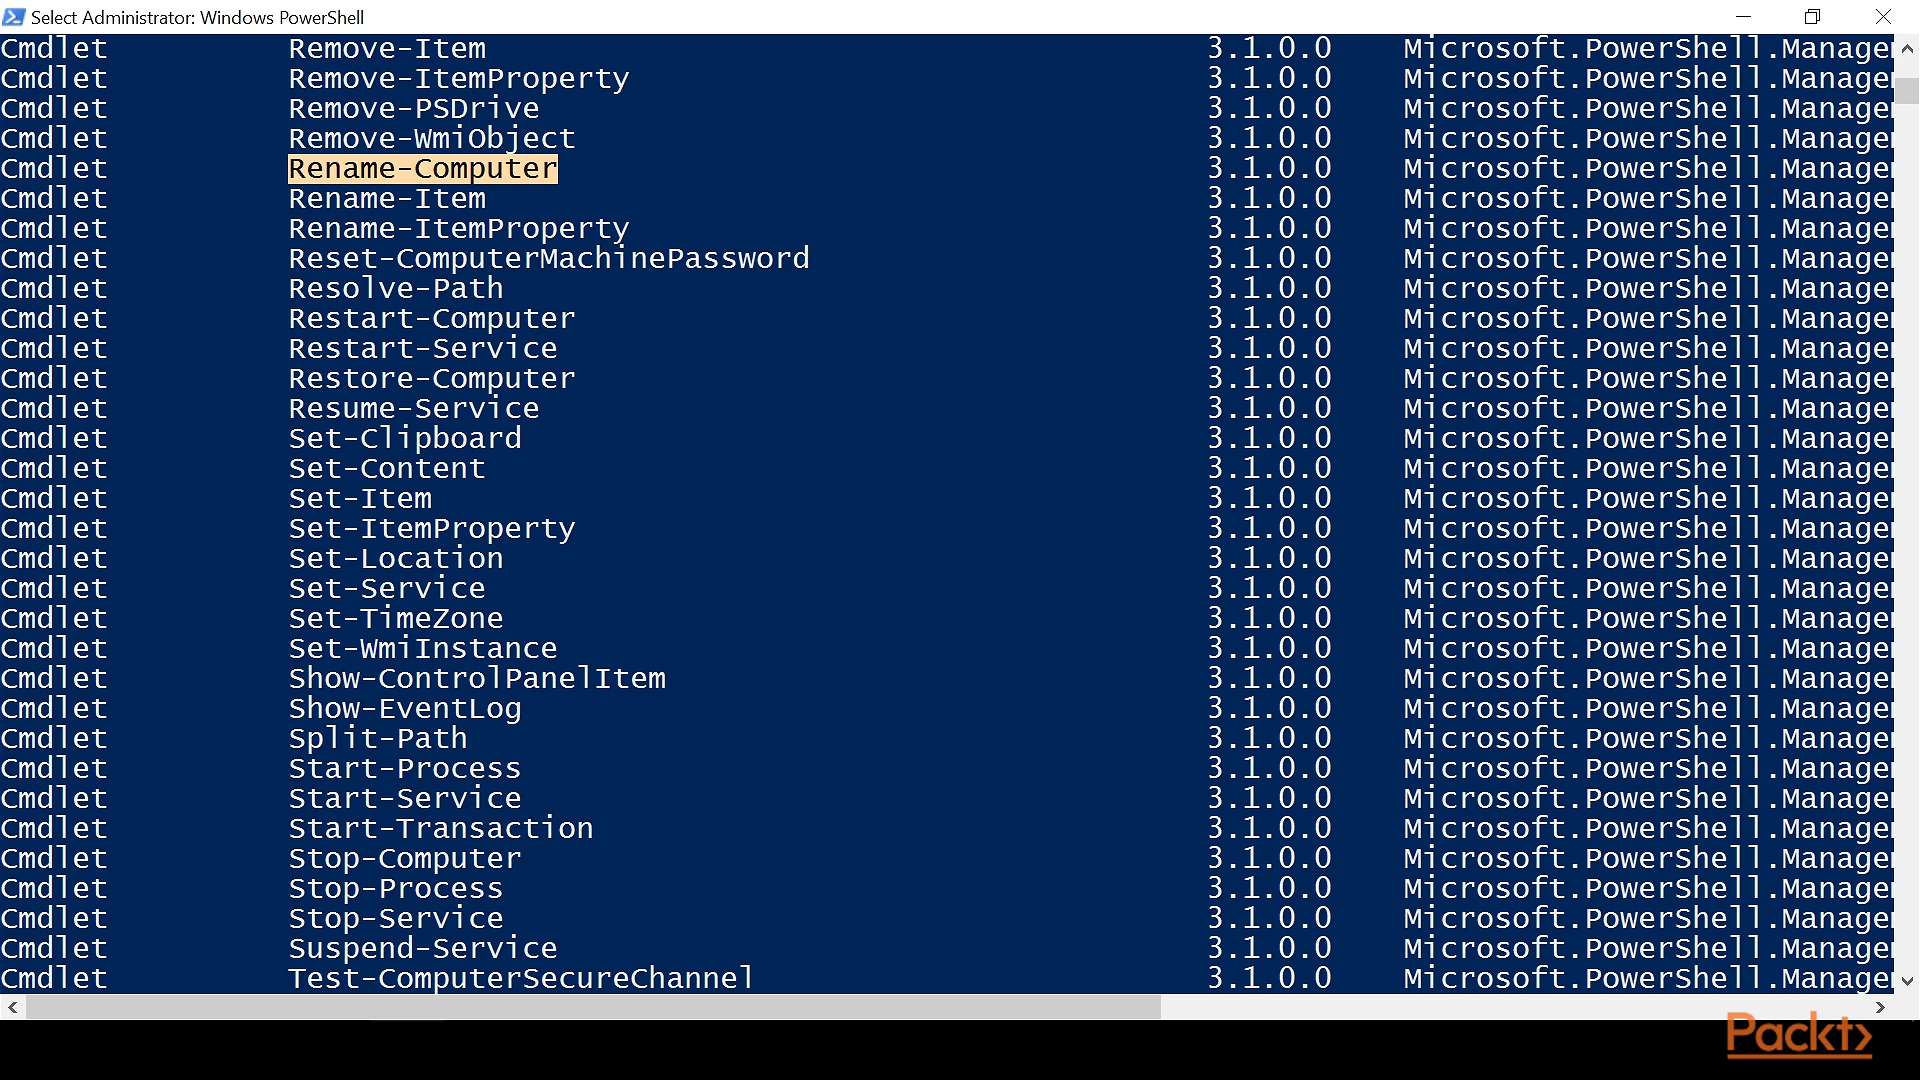 Select Administrator: Windows PowerShell
Cmdlet Remove-Item 3.1.0.0 Microsoft.PowerShell.Manage
Cmdlet Remove-ItemProperty 3.1.0.0 Microsoft.PowerShell.Manage
Cmdlet Remove-PSDrive 3.1.0.0 Microsoft.PowerShell.Manage
Cmdlet Remove-WmiObject 3.1.0.0 Microsoft.PowerShell.Manage
Cmdlet Rename-Computer 3.1.0.0 Microsoft.PowerShell.Manage
Cmdlet Rename-Item 3.1.0.0 Microsoft.PowerShell.Manage
Cmdlet Rename-ItemProperty 3.1.0.0 Microsoft.PowerShell.Manage
Cmdlet Reset-ComputerMachinePassword 3.1.0.0 Microsoft.PowerShell.Manage
Cmdlet Resolve-Path 3.1.0.0 Microsoft.PowerShell.Manage
Cmdlet Restart-Computer 3.1.0.0 Microsoft.PowerShell.Manage
Cmdlet Restart-Service 3.1.0.0 Microsoft.PowerShell.Manage
Cmdlet Restore-Computer 3.1.0.0 Microsoft.PowerShell.Manage
Cmdlet Resume-Service 3.1.0.0 Microsoft.PowerShell.Manage
Cmdlet Set-Clipboard 3.1.0.0 Microsoft.PowerShell.Manage
Cmdlet Set-Content 3.1.0.0 Microsoft.PowerShell.Manage
Cmdlet Set-Item 3.1.0.0 Microsoft.PowerShell.Manage
Cmdlet Set-ItemProperty 3.1.0.0 Microsoft.PowerShell.Manage
Cmdlet Set-Location 3.1.0.0 Microsoft.PowerShell.Manage
Cmdlet Set-Service 3.1.0.0 Microsoft.PowerShell.Manage
Cmdlet Set-TimeZone 3.1.0.0 Microsoft.PowerShell.Manage
Cmdlet Set-WmiInstance 3.1.0.0 Microsoft.PowerShell.Manage
Cmdlet Show-ControlPanelItem 3.1.0.0 Microsoft.PowerShell.Manage
Cmdlet Show-EventLog 3.1.0.0 Microsoft.PowerShell.Manage
Cmdlet Split-Path 3.1.0.0 Microsoft.PowerShell.Manage
Cmdlet Start-Process 3.1.0.0 Microsoft.PowerShell.Manage
Cmdlet Start-Service 3.1.0.0 Microsoft.PowerShell.Manage
Cmdlet Start-Transaction 3.1.0.0 Microsoft.PowerShell.Manage
Cmdlet Stop-Computer 3.1.0.0 Microsoft.PowerShell.Manage
Cmdlet Stop-Process 3.1.0.0 Microsoft.PowerShell.Manage
Cmdlet Stop-Service 3.1.0.0 Microsoft.PowerShell.Manage
Cmdlet Suspend-Service 3.1.0.0 Microsoft.PowerShell.Manage
Cmdlet Test-ComputerSecureChannel 3.1.0.0 Microsoft.PowerShell.Manage
Packt>